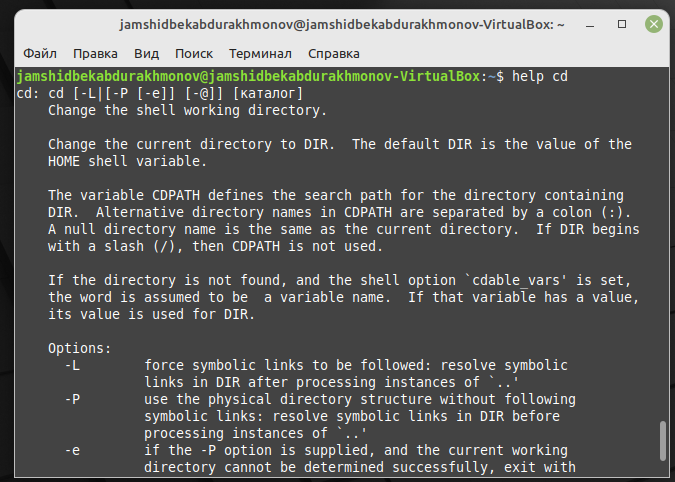 jamshidbekabdurakhmonov@jamshidbekabdurakhmonov-VirtualBox: ~
Файл Правка Вид Поиск Терминал Справка
jamshidbekabdurakhmonov@jamshidbekabdurakhmonov-VirtualBox:~$ help cd
cd: cd [-L|[-P [-e]] [-@]] [каталог]
    Change the shell working directory.

    Change the current directory to DIR.  The default DIR is the value of the
    HOME shell variable.

    The variable CDPATH defines the search path for the directory containing
    DIR.  Alternative directory names in CDPATH are separated by a colon (:).
    A null directory name is the same as the current directory.  If DIR begins
    with a slash (/), then CDPATH is not used.

    If the directory is not found, and the shell option `cdable_vars' is set,
    the word is assumed to be  a variable name.  If that variable has a value,
    its value is used for DIR.

    Options:
      -L        force symbolic links to be followed: resolve symbolic
                links in DIR after processing instances of `..'
      -P        use the physical directory structure without following
                symbolic links: resolve symbolic links in DIR before
                processing instances of `..'
      -e        if the -P option is supplied, and the current working
                directory cannot be determined successfully, exit with